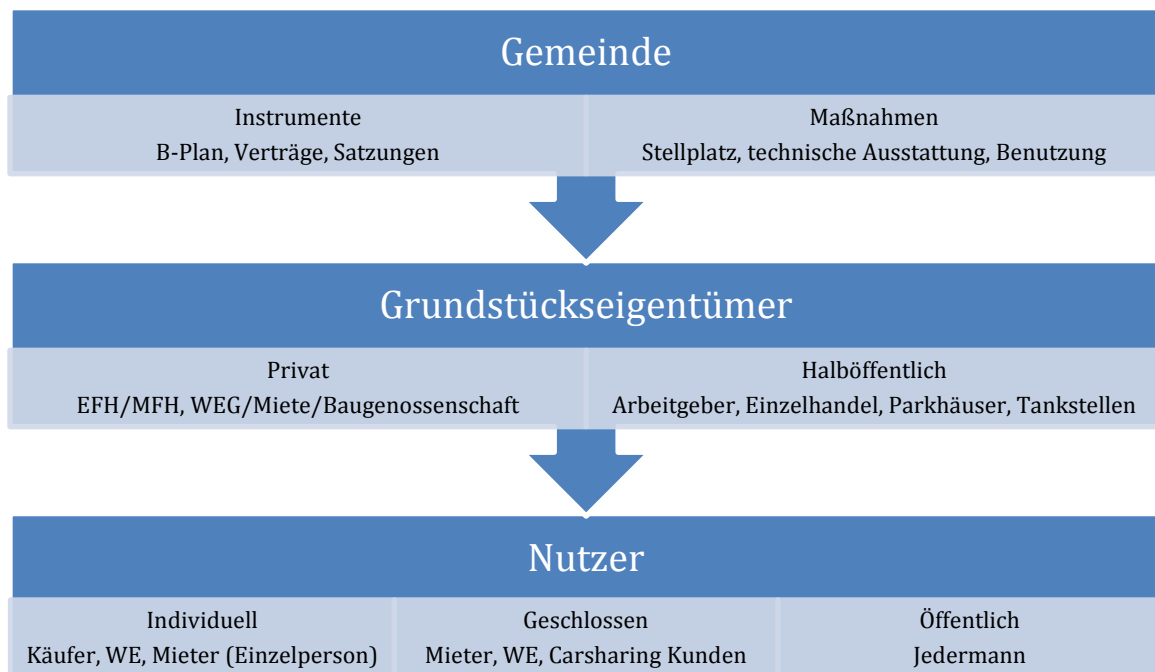 Gemeinde
Instrumente
B-Plan, Verträge, Satzungen
Maßnahmen
Stellplatz, technische Ausstattung, Benutzung
Grundstückseigentümer
Privat
EFH/MFH, WEG/Miete/Baugenossenschaft
Halböffentlich
Arbeitgeber, Einzelhandel, Parkhäuser, Tankstellen
Nutzer
Individuell
Käufer, WE, Mieter (Einzelperson)
Geschlossen
Mieter, WE, Carsharing Kunden
Öffentlich
Jedermann